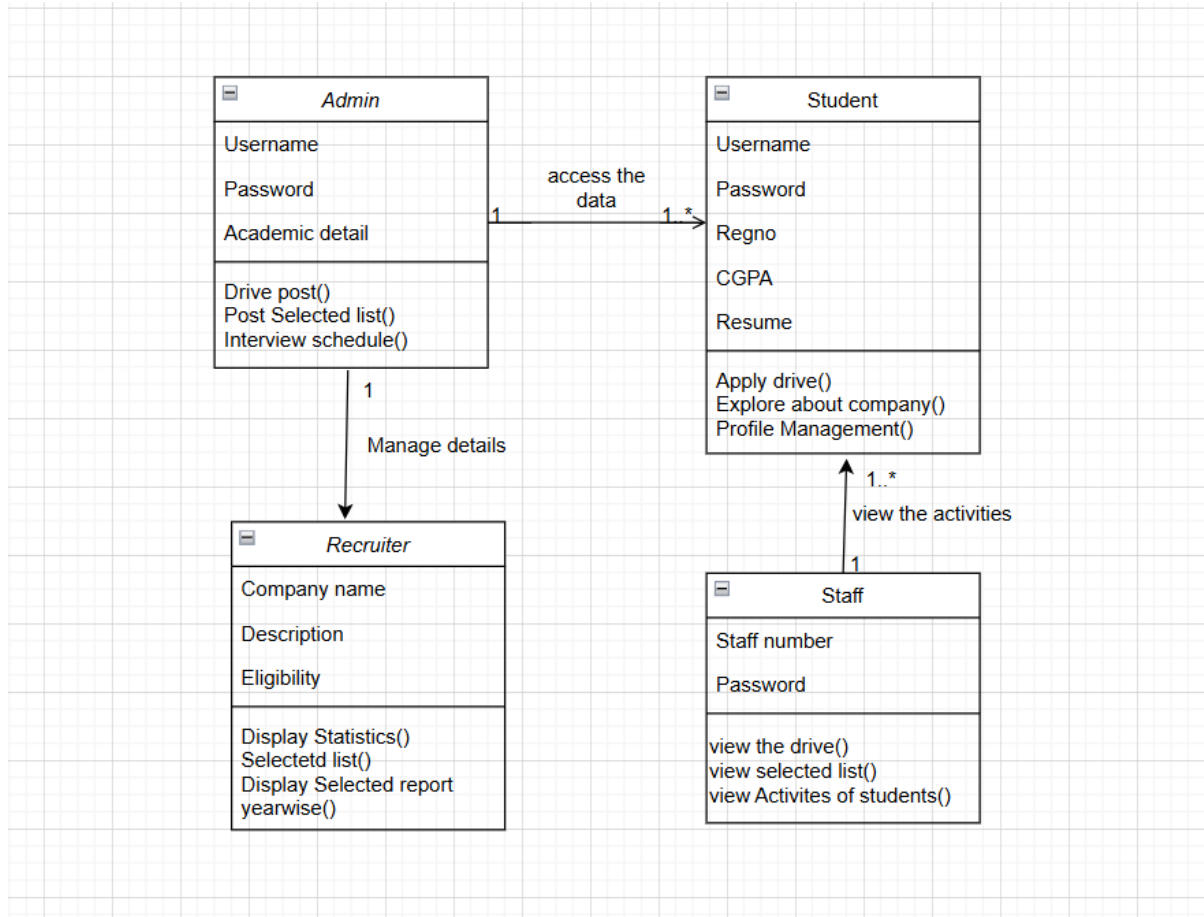 Admin
Username
Password
Academic detail
Drive post()
Post Selected list()
Interview schedule()
access the
data
1
1..*
Student
Username
Password
Regno
CGPA
Resume
Apply drive()
Explore about company()
Profile Management()
1
Manage details
1..*
view the activities
1
Recruiter
Company name
Description
Eligibility
Display Statistics()
Selectetd list()
Display Selected report
yearwise()
Staff
Staff number
Password
view the drive()
view selected list()
view Activites of students()